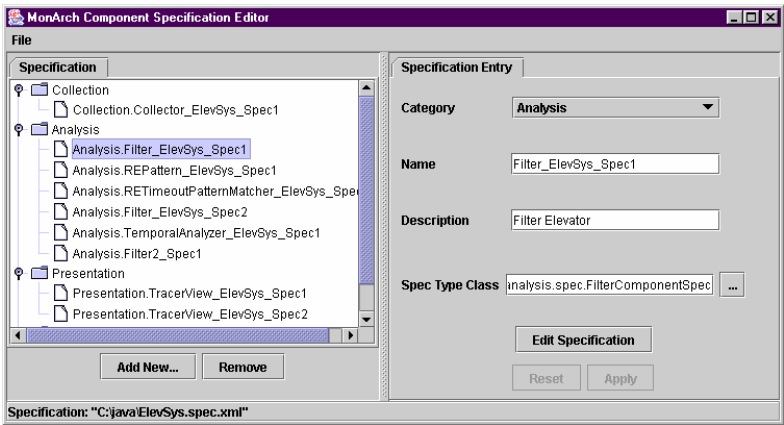 MonArch Component Specification Editor
File
Specification
Collection
Collection.Collector_ElevSys_Spec1
Analysis
Analysis.Filter_ElevSys_Spec1
Analysis.REPattern_ElevSys_Spec1
Analysis.RETimeoutPatternMatcher_ElevSys_Spe
Analysis.Filter_ElevSys_Spec2
Analysis.TemporalAnalyzer_ElevSys_Spec1
Analysis.Filter2_Spec1
Presentation
Presentation.TracerView_ElevSys_Spec1
Presentation.TracerView_ElevSys_Spec2
Add New... Remove
Specification Entry
Category Analysis
Name Filter_ElevSys_Spec1
Description Filter Elevator
Spec Type Class analysis.spec.FilterComponentSpec ...
Edit Specification
Reset Apply
Specification: "C:\java\ElevSys.spec.xml"